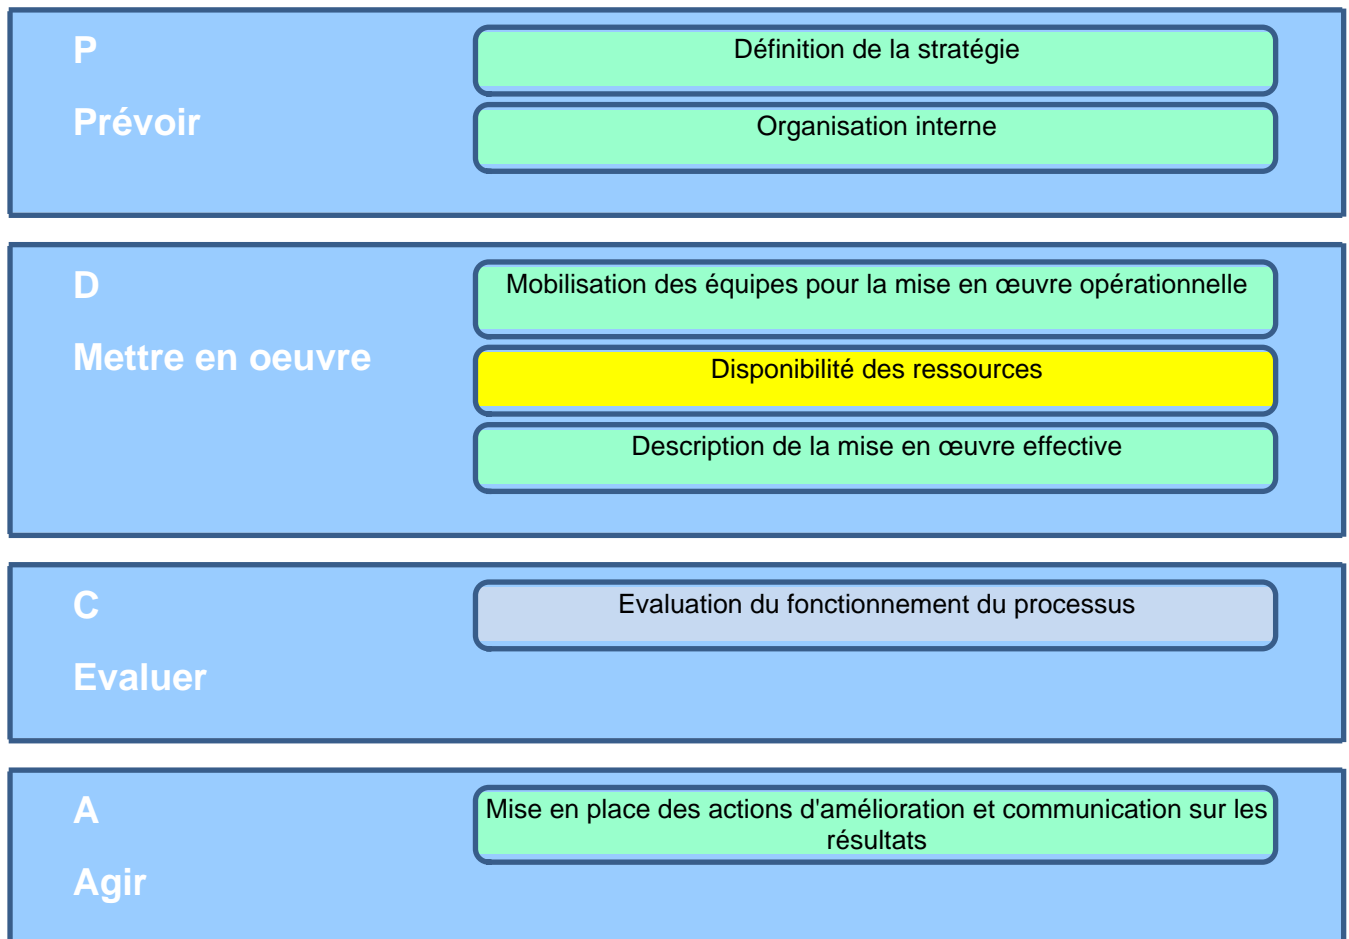 P
Prévoir
Définition de la stratégie
Organisation interne
D
Mettre en oeuvre
Mobilisation des équipes pour la mise en œuvre opérationnelle
Disponibilité des ressources
Description de la mise en œuvre effective
C
Evaluer
Evaluation du fonctionnement du processus
A
Agir
Mise en place des actions d'amélioration et communication sur les
résultats